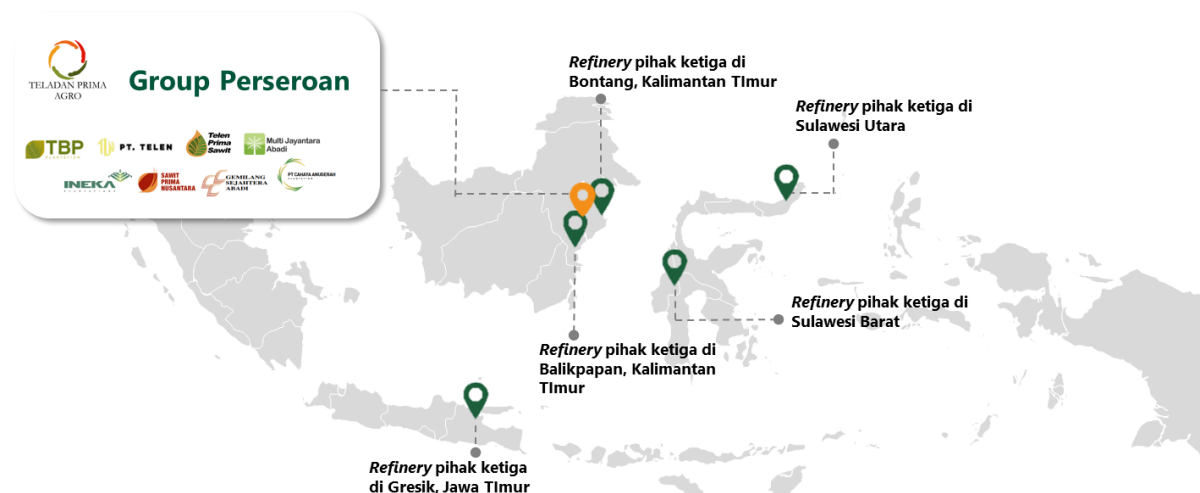 TELADAN PRIMA
AGRO
Group Perseroan
TBP
PT. TELEN
Telen
Prima
Sawit
Multi Jayantara
Abadi
INEKA
SAWIT
PRIMA
NUSANTARA
GEMILANG
SEJAHTERA
ABADI
PT CAHAYA ANUGERAH
Refinery pihak ketiga di
Bontang, Kalimantan TImur
Refinery pihak ketiga di
Sulawesi Utara
Refinery pihak ketiga di
Sulawesi Barat
Refinery pihak ketiga di
Balikpapan, Kalimantan
TImur
Refinery pihak ketiga
di Gresik, Jawa TImur